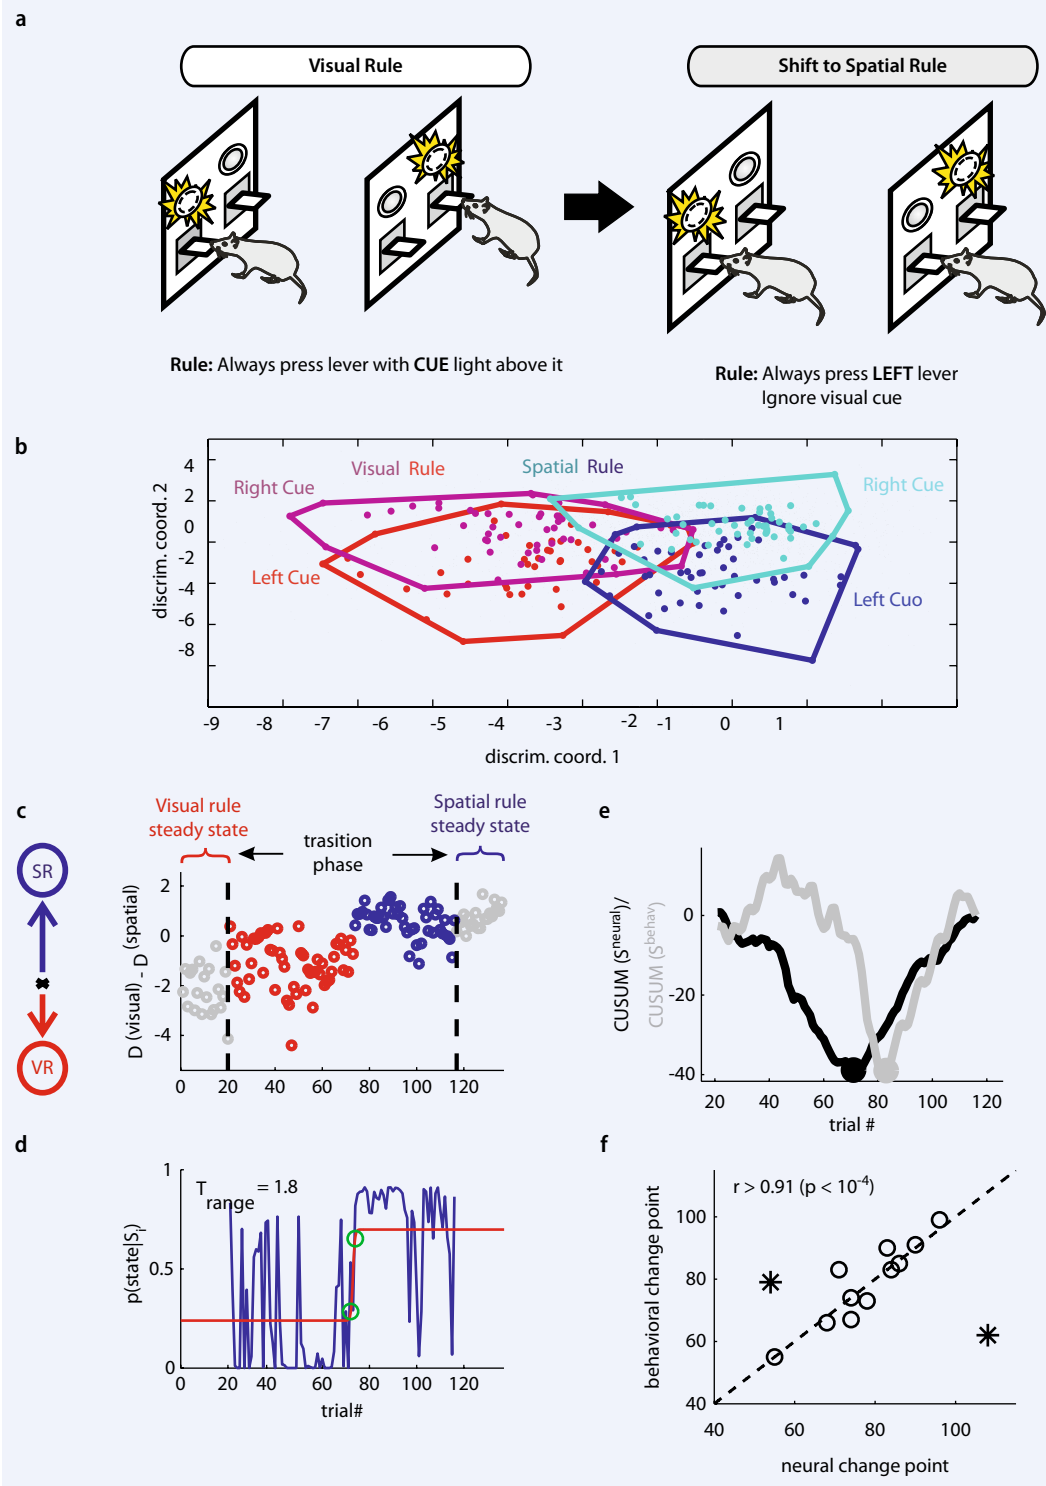 a
Visual Rule
Shift to Spatial Rule
Rule: Always press lever with CUE light above it
Rule: Always press LEFT lever
Ignore visual cue
b
discrim. coord. 2
4
2
0
-2
-4
-6
-8
Visual Rule
Spatial Rule
Right Cue
Right Cue
Left Cue
Left Cuo
-9 -8 -7 -6 -5 -4 -3 -2 -1 0 1
discrim. coord. 1
c
SR
VR
Visual rule
steady state
trasition
phase
Spatial rule
steady state
D (visual) - D (spatial)
2
0
-2
-4
0 20 40 60 80 100 120
d
T range = 1.8
p(state|Si)
1
0.5
0
0 20 40 60 80 100 120
trial#
e
CUSUM (Sneural)/
CUSUM (Sbehav)
0
-20
-40
20 40 60 80 100 120
trial #
f
r > 0.91 (p < 10-4)
behavioral change point
100
80
60
40
40 60 80 100
neural change point